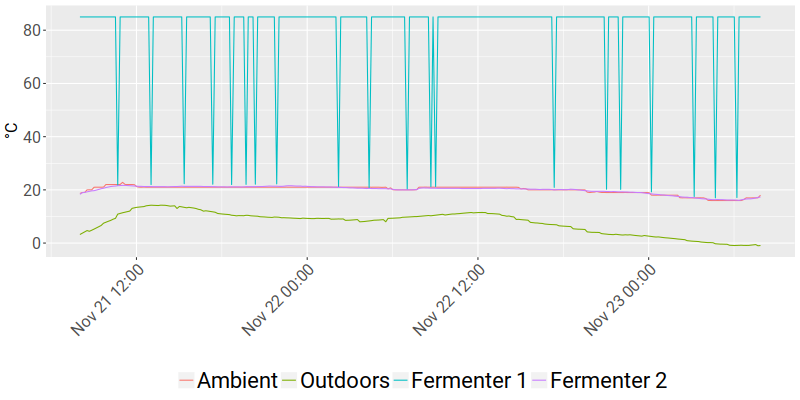 80
60
40
20
0
°C
Nov 21 12:00
Nov 22 00:00
Nov 22 12:00
Nov 23 00:00
Ambient Outdoors Fermenter 1 Fermenter 2